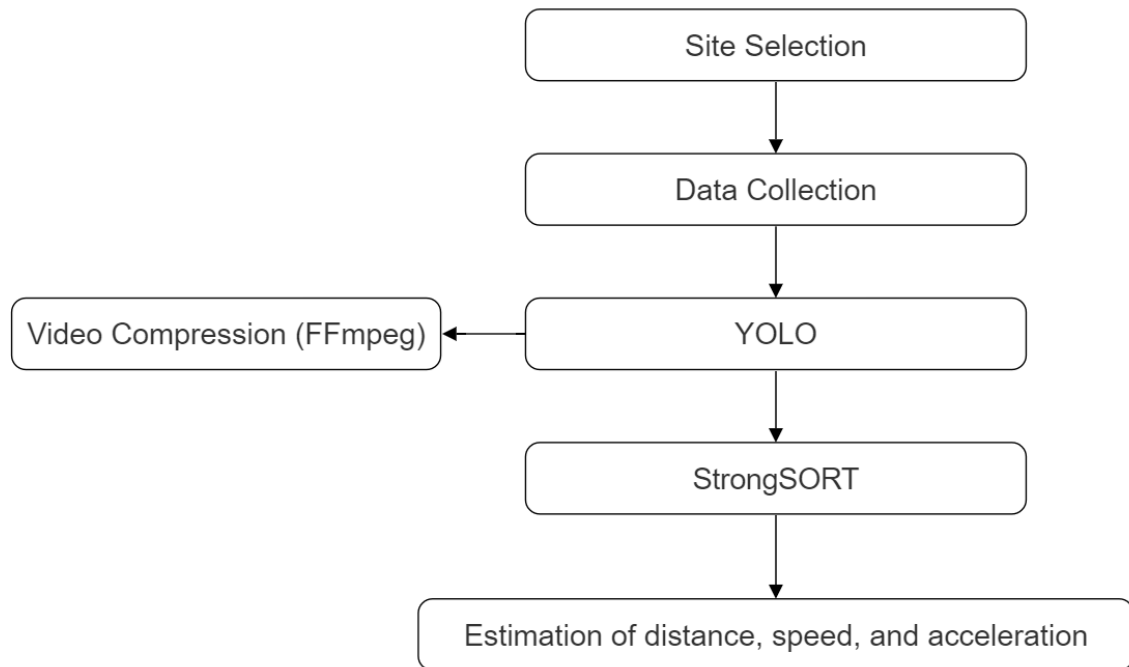 Site Selection
Data Collection
Video Compression (FFmpeg)
YOLO
StrongSORT
Estimation of distance, speed, and acceleration